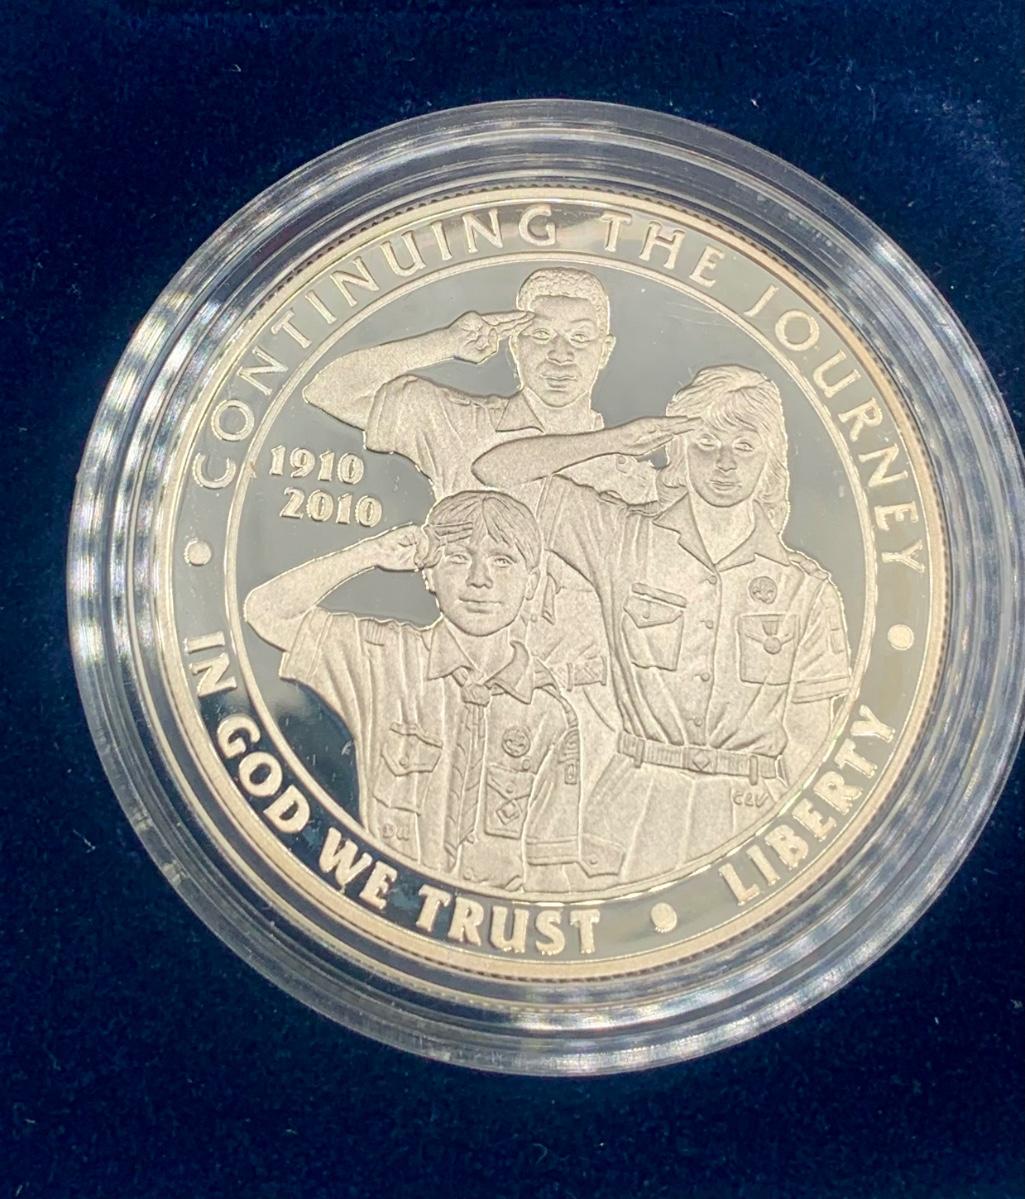 CONTINUING THE JOURNEY
1910
2010
IN GOD WE TRUST • LIBERTY